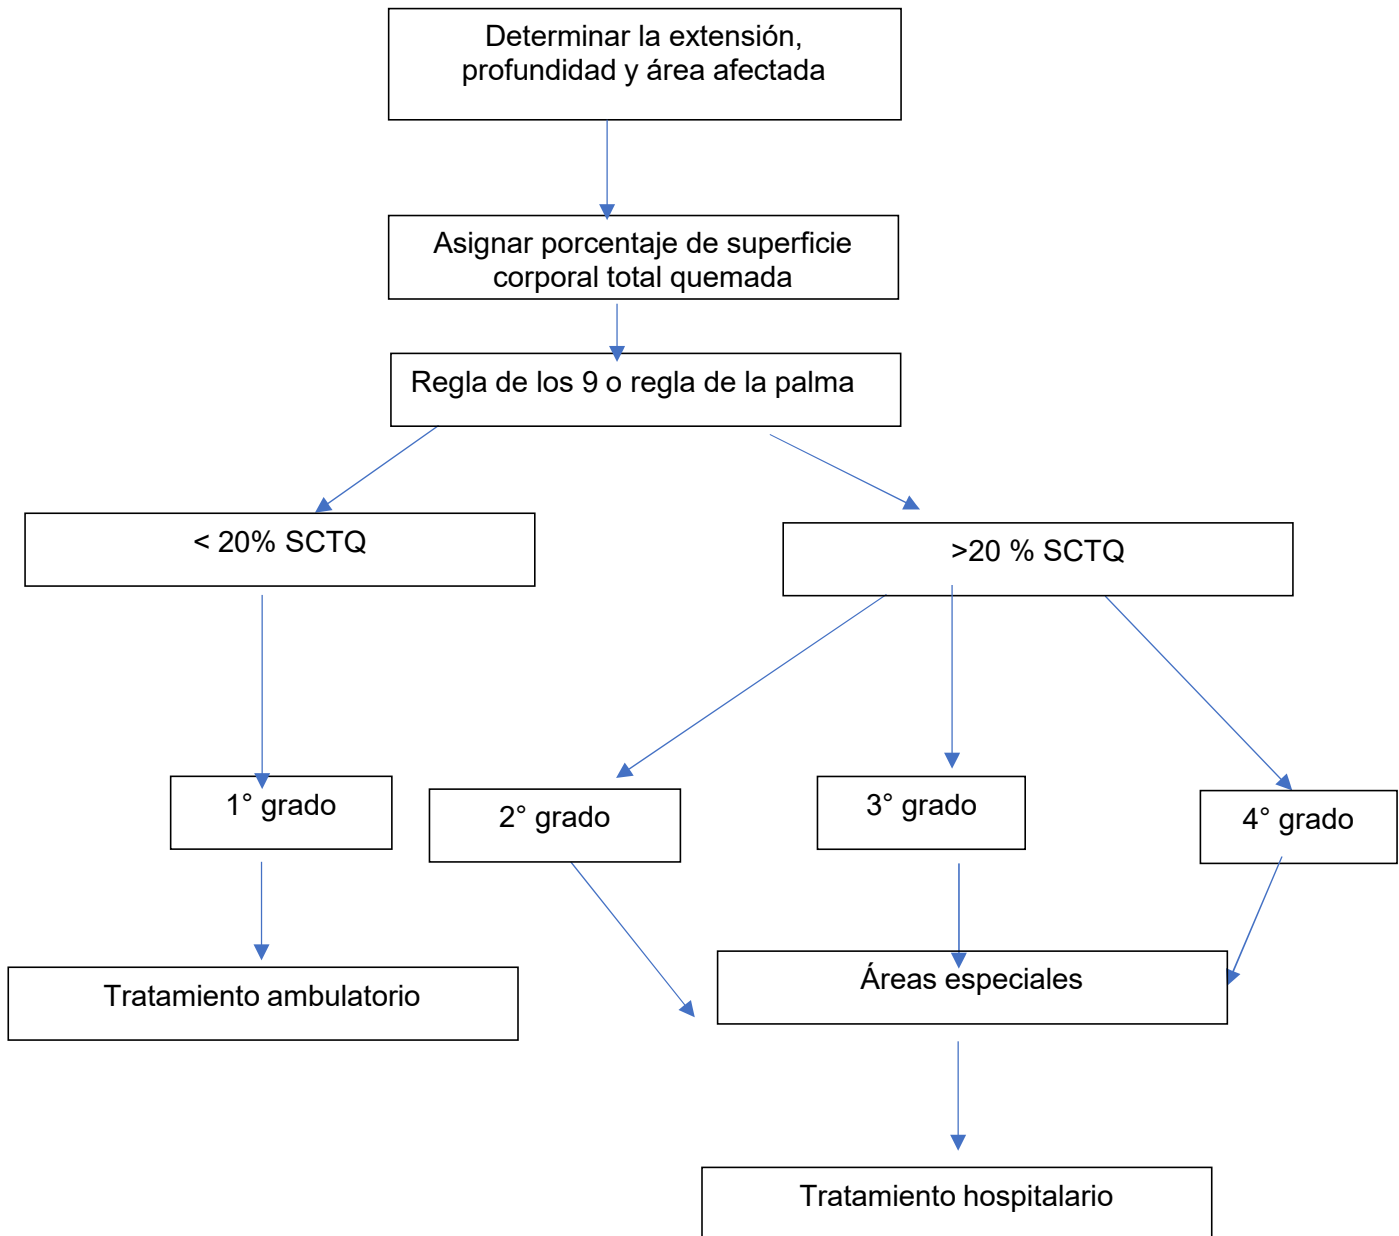 Determinar la extensión,
profundidad y área afectada
Asignar porcentaje de superficie
corporal total quemada
Regla de los 9 o regla de la palma
< 20% SCTQ
>20 % SCTQ
1° grado
2° grado
3° grado
4° grado
Tratamiento ambulatorio
Áreas especiales
Tratamiento hospitalario